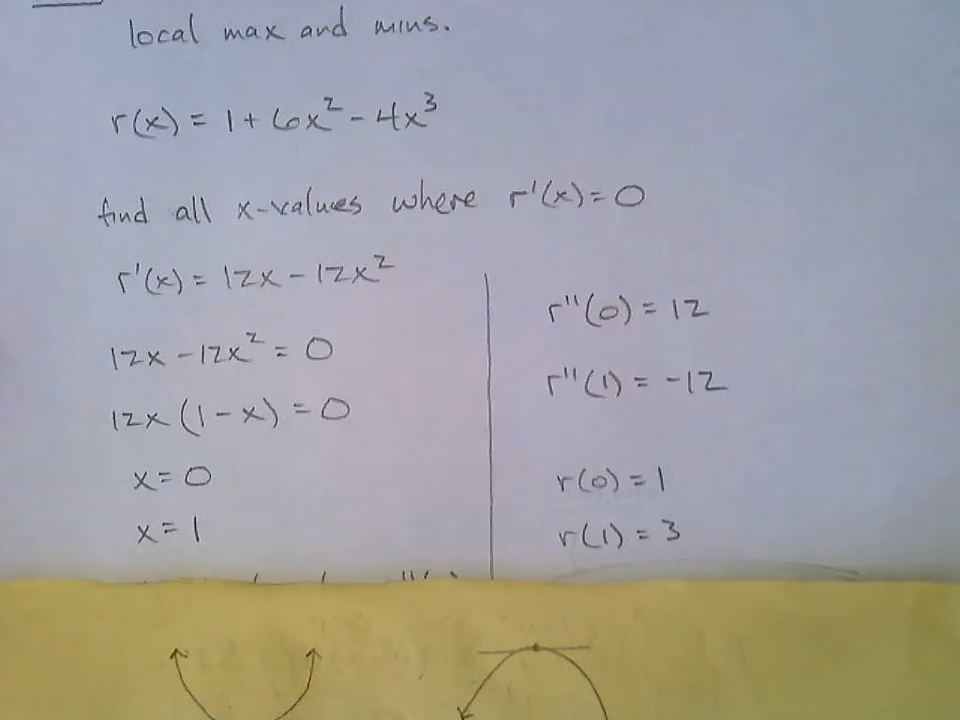 local max and mins.
r(x) = 1 + 6x² - 4x³
find all x-values where r'(x) = 0
r'(x) = 12x - 12x²
12x - 12x² = 0
12x (1 - x) = 0
x = 0
x = 1
r''(0) = 12
r''(1) = -12
r(0) = 1
r(1) = 3